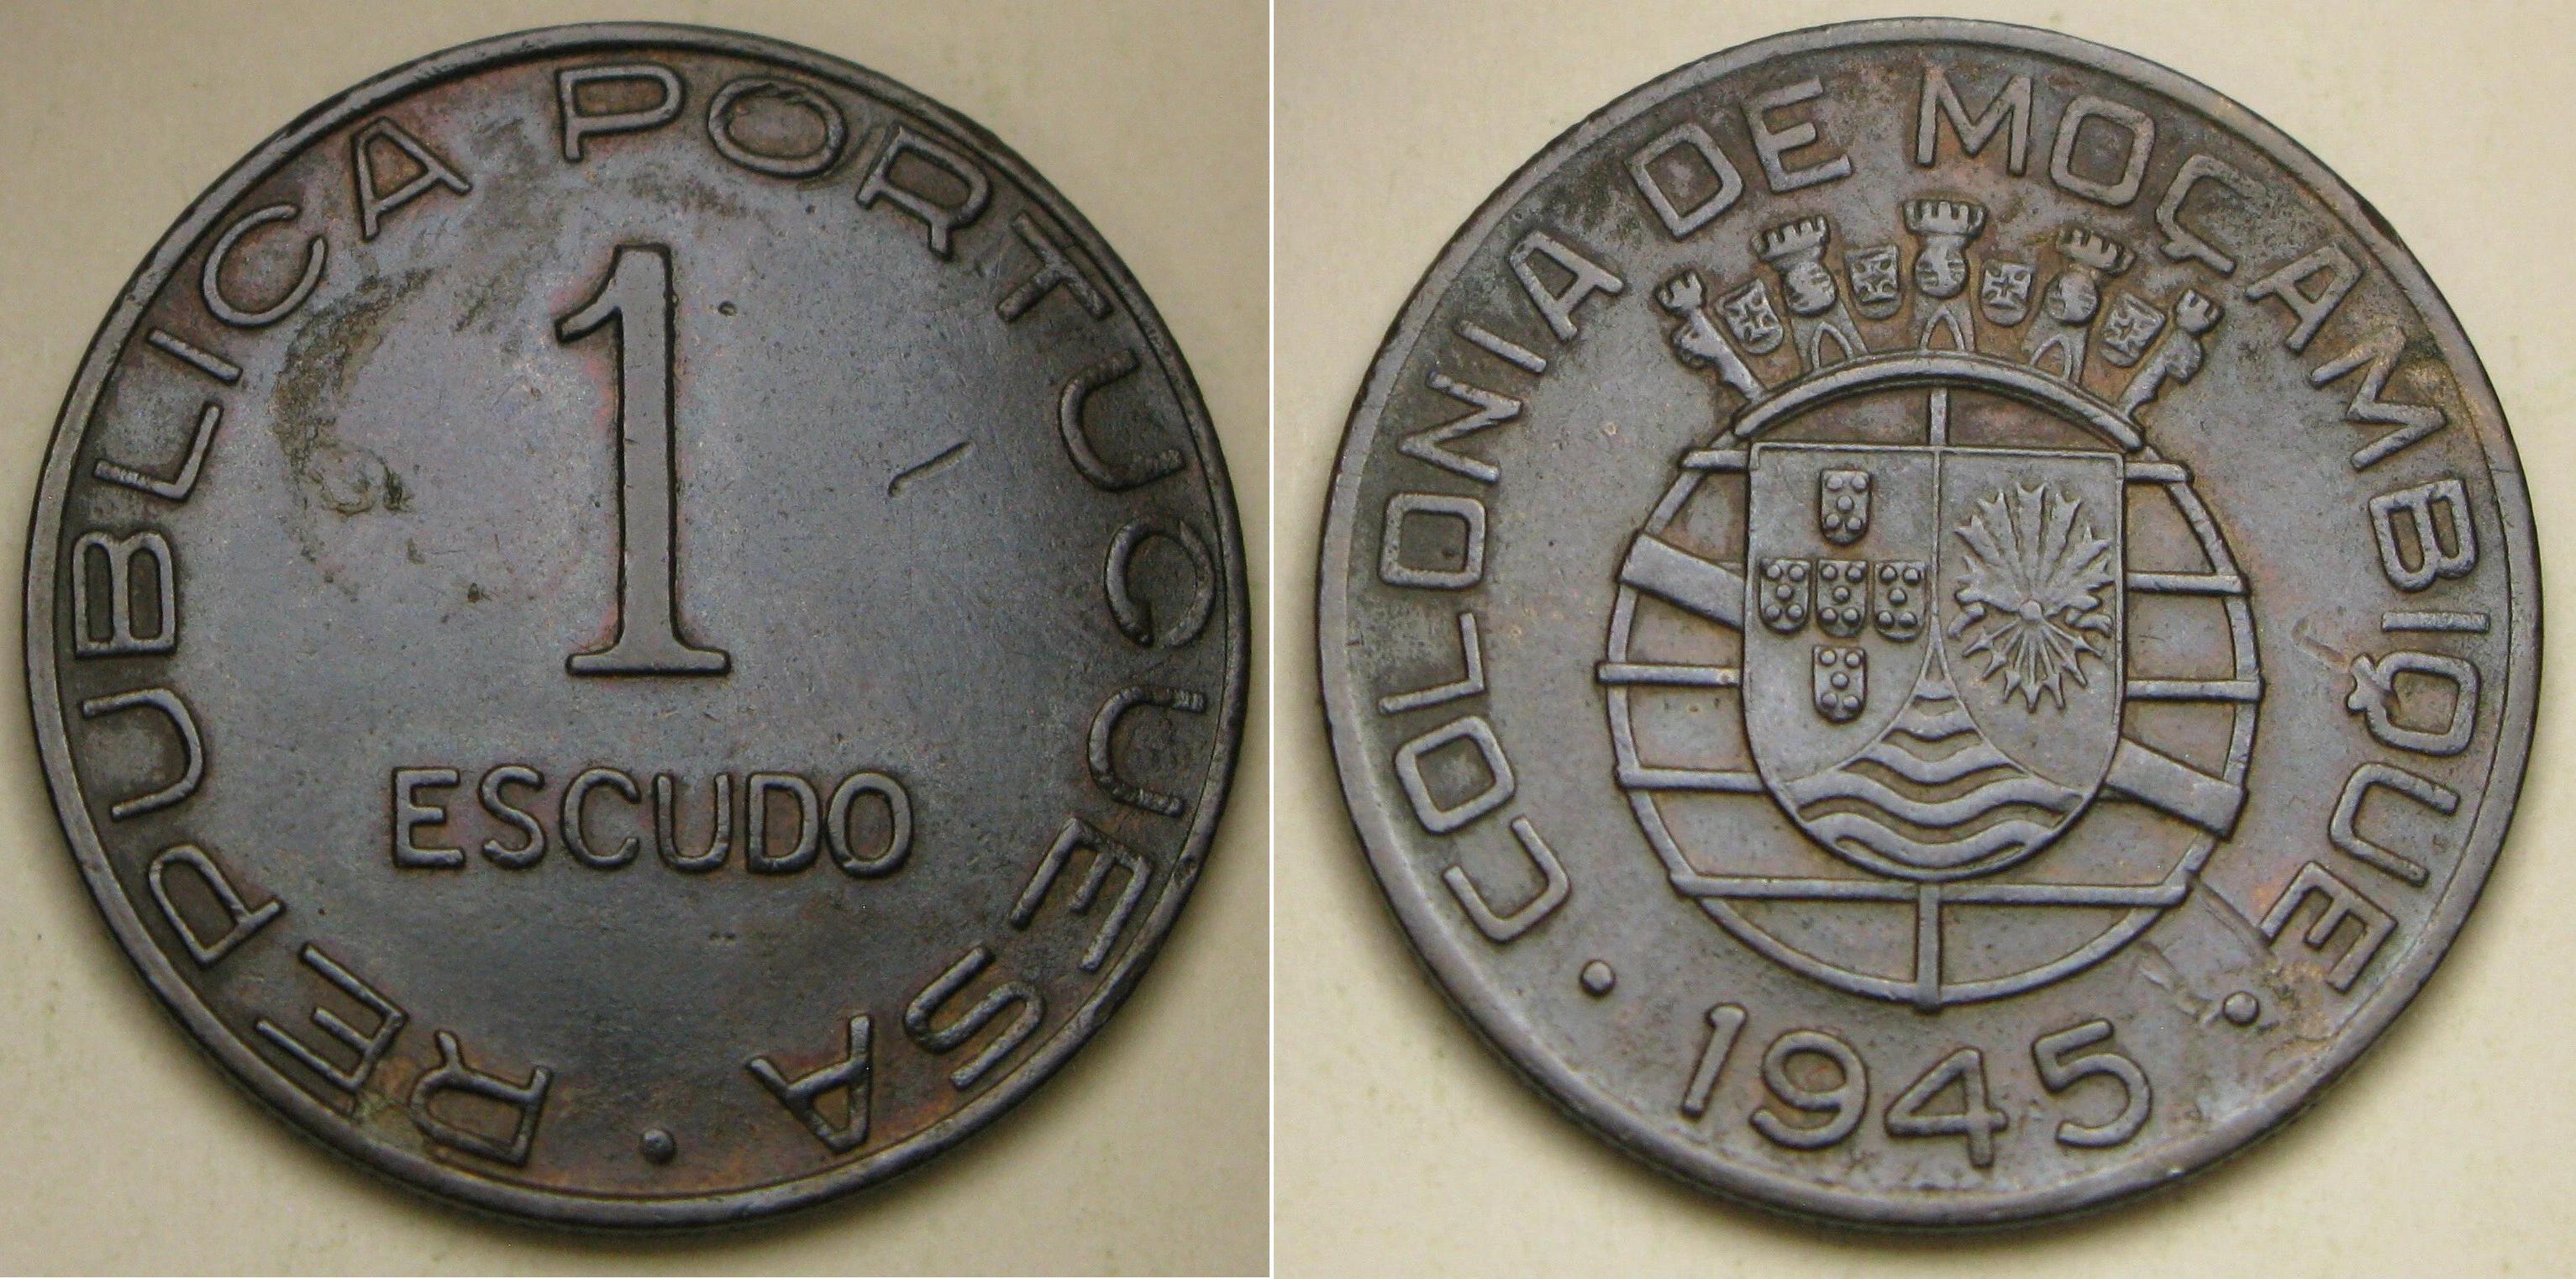 REPUBLICA PORTUGUESA
1
ESCUDO
COLONIA DE MOÇAMBIQUE
1945